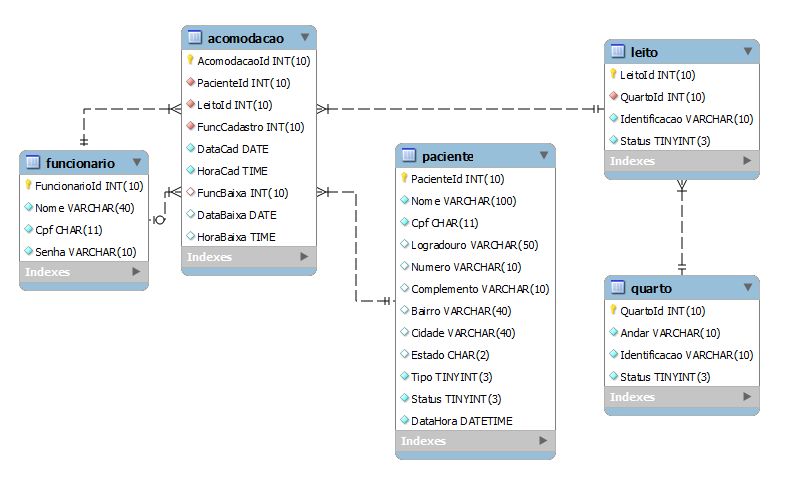 acomodacao
AcomodacaoId INT(10)
PacienteId INT(10)
LeitoId INT(10)
FuncCadastro INT(10)
DataCad DATE
HoraCad TIME
FuncBaixa INT(10)
DataBaixa DATE
HoraBaixa TIME
Indexes
leito
LeitoId INT(10)
QuartoId INT(10)
Identificacao VARCHAR(10)
Status TINYINT(3)
Indexes
funcionario
FuncionarioId INT(10)
Nome VARCHAR(40)
Cpf CHAR(11)
Senha VARCHAR(10)
Indexes
paciente
PacienteId INT(10)
Nome VARCHAR(100)
Cpf CHAR(11)
Logradouro VARCHAR(50)
Numero VARCHAR(10)
Complemento VARCHAR(10)
Bairro VARCHAR(40)
Cidade VARCHAR(40)
Estado CHAR(2)
Tipo TINYINT(3)
Status TINYINT(3)
DataHora DATETIME
Indexes
quarto
QuartoId INT(10)
Andar VARCHAR(10)
Identificacao VARCHAR(10)
Status TINYINT(3)
Indexes